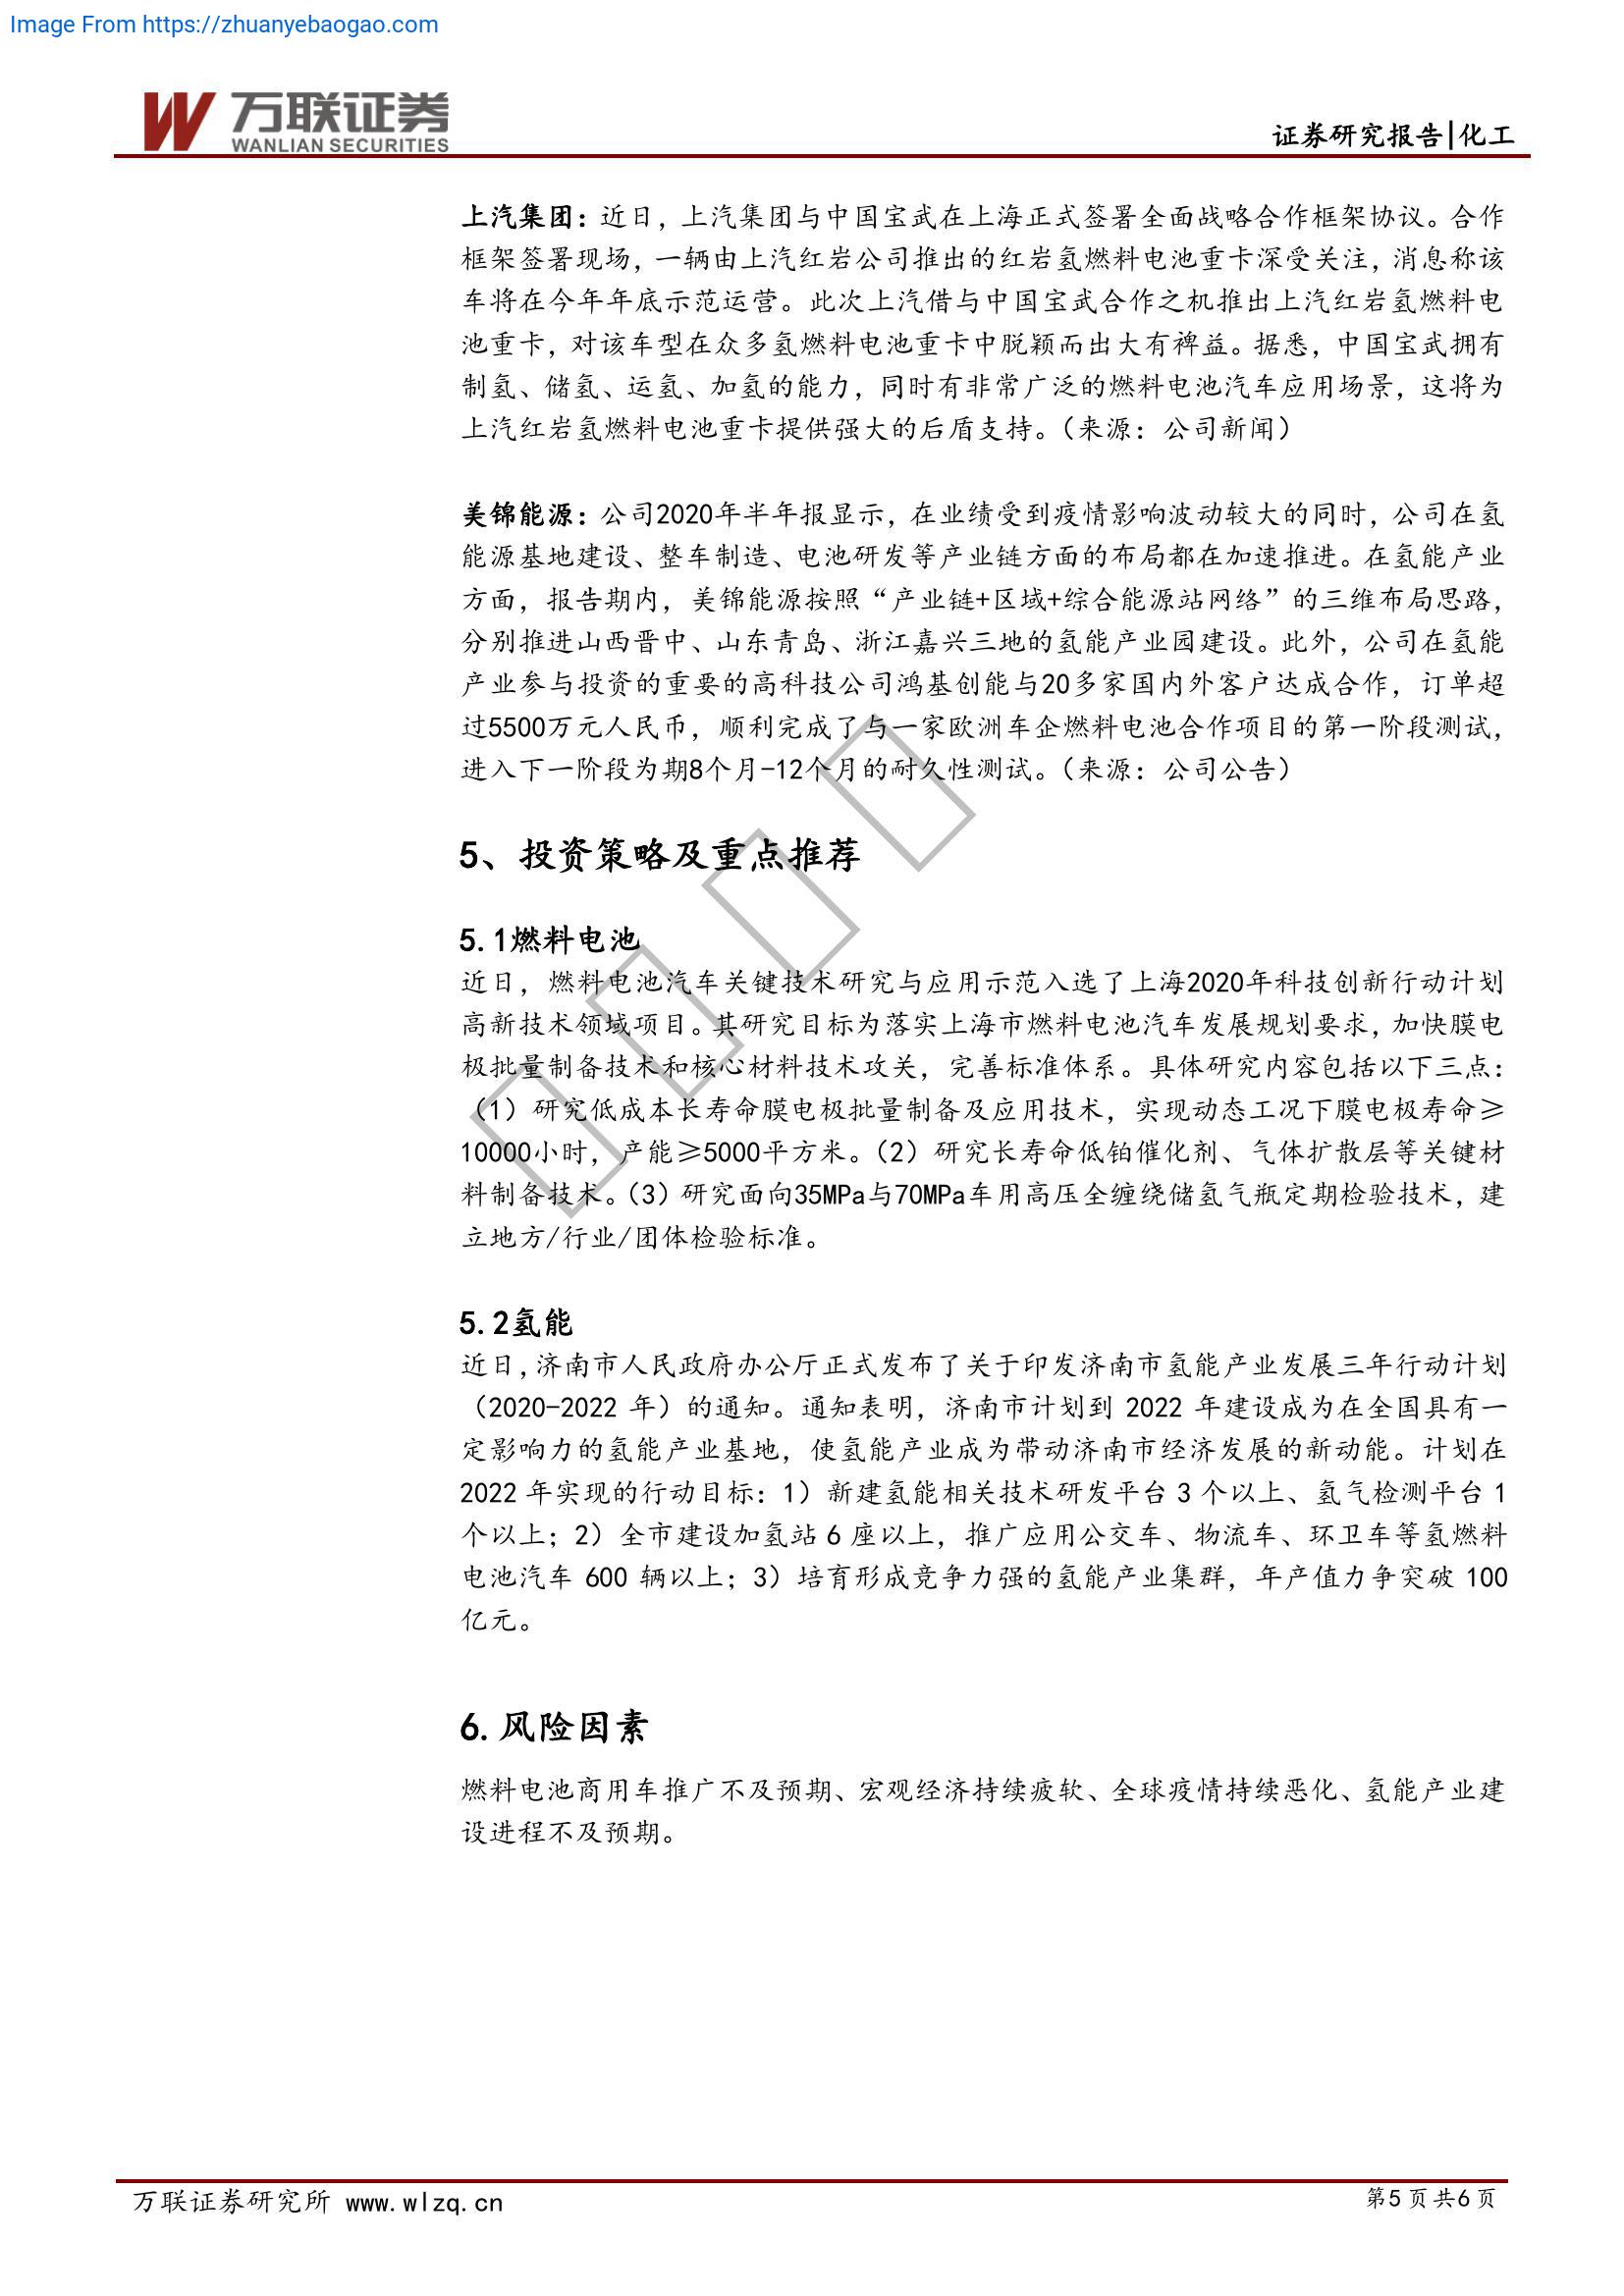 Image From https://zhuanyebaogao.com
万联证券
WANLIAN SECURITIES
证券研究报告|化工
上汽集团：近日，上汽集团与中国宝武在上海正式签署全面战略合作框架协议。合作
框架签署现场，一辆由上汽红岩公司推出的红岩氢燃料电池重卡深受关注，消息称该
车将在今年年底示范运营。此次上汽借与中国宝武合作之机推出上汽红岩氢燃料电
池重卡，对该车型在众多氢燃料电池重卡中脱颖而出大有裨益。据悉，中国宝武拥有
制氢、储氢、运氢、加氢的能力，同时有非常广泛的燃料电池汽车应用场景，这将为
上汽红岩氢燃料电池重卡提供强大的后盾支持。（来源：公司新闻）
美锦能源：公司2020年半年报显示，在业绩受到疫情影响波动较大的同时，公司在氢
能源基地建设、整车制造、电池研发等产业链方面的布局都在加速推进。在氢能产业
方面，报告期内，美锦能源按照“产业链+区域+综合能源站网络”的三维布局思路，
分别推进山西晋中、山东青岛、浙江嘉兴三地的氢能产业园建设。此外，公司在氢能
产业参与投资的重要的高科技公司鸿基创能与20多家国内外客户达成合作，订单超
过5500万元人民币，顺利完成了与一家欧洲车企燃料电池合作项目的第一阶段测试，
进入下一阶段为期8个月-12个月的耐久性测试。（来源：公司公告）
5、投资策略及重点推荐
5.1燃料电池
近日，燃料电池汽车关键技术研究与应用示范入选了上海2020年科技创新行动计划
高新技术领域项目。其研究目标为落实上海市燃料电池汽车发展规划要求，加快膜电
极批量制备技术和核心材料技术攻关，完善标准体系。具体研究内容包括以下三点：
（1）研究低成本长寿命膜电极批量制备及应用技术，实现动态工况下膜电极寿命≥
10000小时，产能≥5000平方米。（2）研究长寿命低铂催化剂、气体扩散层等关键材
料制备技术。（3）研究面向35MPa与70MPa车用高压全缠绕储氢气瓶定期检验技术，建
立地方/行业/团体检验标准。
5.2氢能
近日，济南市人民政府办公厅正式发布了关于印发济南市氢能产业发展三年行动计划
（2020-2022 年）的通知。通知表明，济南市计划到 2022 年建设成为在全国具有一
定影响力的氢能产业基地，使氢能产业成为带动济南市经济发展的新动能。计划在
2022 年实现的行动目标：1）新建氢能相关技术研发平台 3 个以上、氢气检测平台 1
个以上；2）全市建设加氢站 6 座以上，推广应用公交车、物流车、环卫车等氢燃料
电池汽车 600 辆以上；3）培育形成竞争力强的氢能产业集群，年产值力争突破 100
亿元。
6.风险因素
燃料电池商用车推广不及预期、宏观经济持续疲软、全球疫情持续恶化、氢能产业建
设进程不及预期。
万联证券研究所 www.wlzq.cn
第5页共6页